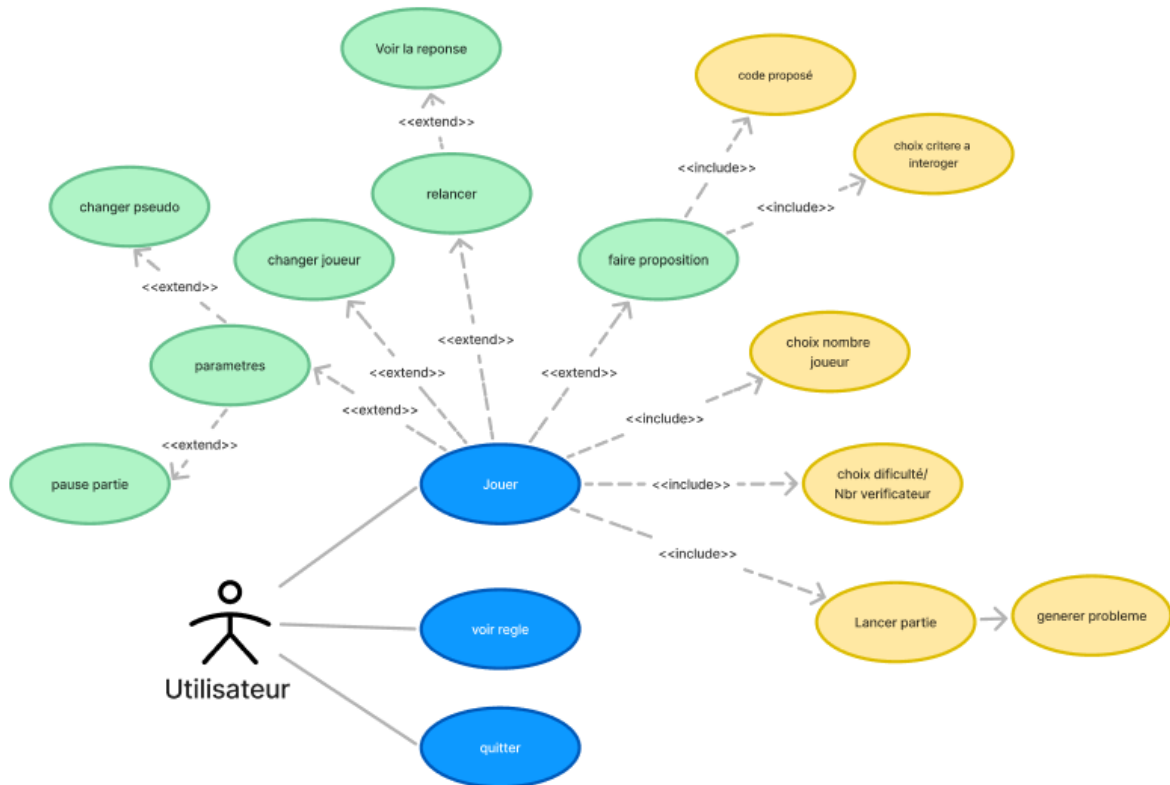 Voir la reponse
code proposé
<<extend>>
choix critere a
interoger
<<include>>
changer pseudo
relancer
<<include>>
changer joueur
faire proposition
<<extend>>
<<extend>>
choix nombre
joueur
parametres
<<extend>>
<<extend>>
<<extend>>
<<include>>
<<extend>>
pause partie
Jouer
<<include>>
choix dificulté/
Nbr verificateur
<<include>>
voir regle
Lancer partie
generer probleme
Utilisateur
quitter